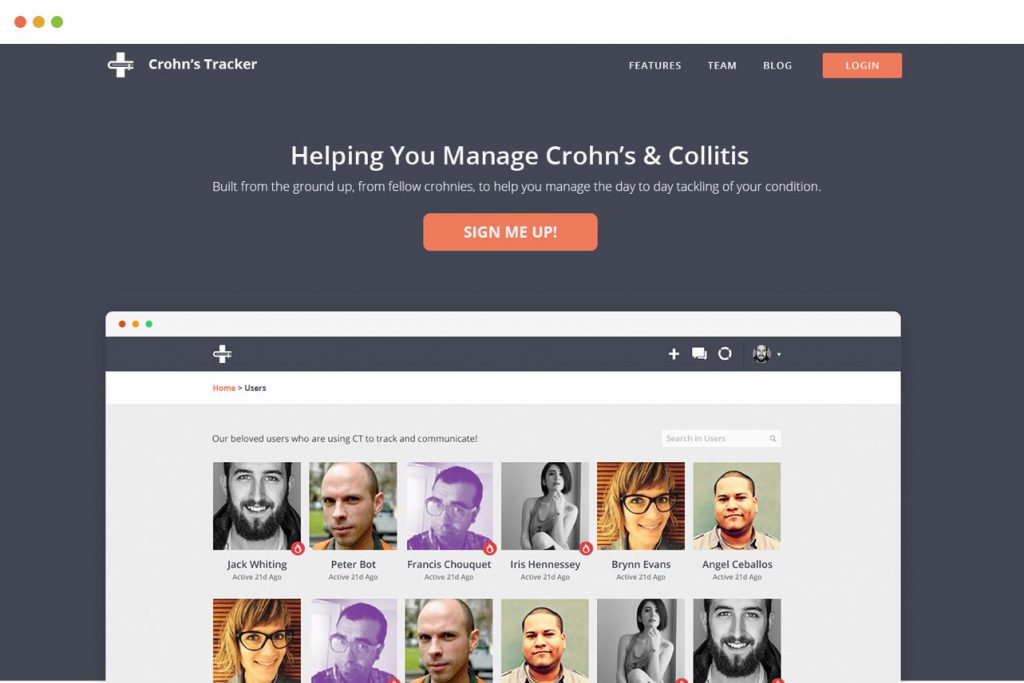 Crohn's Tracker
FEATURES TEAM BLOG LOGIN
Helping You Manage Crohn's & Collitis
Built from the ground up, from fellow crohnies, to help you manage the day to day tackling of your condition.
SIGN ME UP!
Home > Users
Our beloved users who are using CT to track and communicate!
Search in Users
Jack Whiting Peter Bot Francis Chouquet Iris Hennessey Brynn Evans Angel Ceballos
Active 21d Ago Active 21d Ago Active 21d Ago Active 21d Ago Active 21d Ago Active 21d Ago